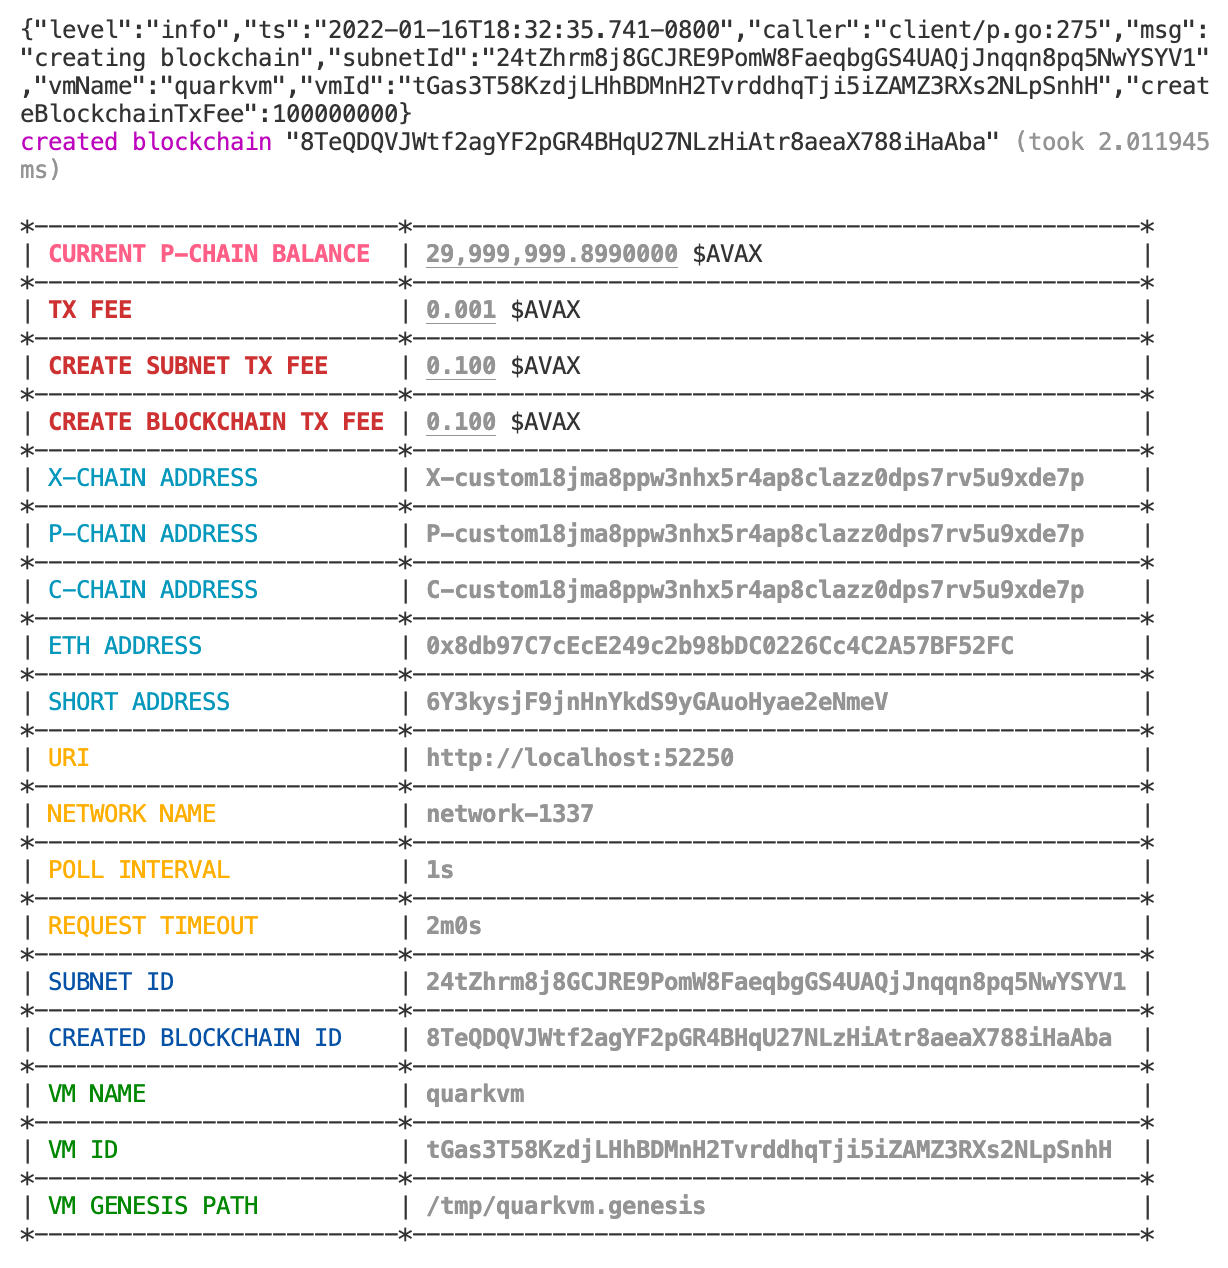 {"level":"info","ts":"2022-01-16T18:32:35.741-0800","caller":"client/p.go:275","msg":
"creating blockchain","subnetId":"24tZhrm8j8GCJRE9PomW8FaeqbgGS4UAQjJnqqn8pq5NwYSYV1"
,"vmName":"quarkvm","vmId":"tGas3T58KzdjLHhBDMnH2TvrddhqTji5iZAMZ3RXs2NLpSnhH","creat
eBlockchainTxFee":100000000}
created blockchain "8TeQDQVJWtf2agYF2pGR4BHqU27NLzHiAtr8aeaX788iHaAba" (took 2.011945
ms)
*--------------------------*----------------------------------------------------*
| CURRENT P-CHAIN BALANCE | 29,999,999.8990000 $AVAX |
*--------------------------*----------------------------------------------------*
| TX FEE | 0.001 $AVAX |
*--------------------------*----------------------------------------------------*
| CREATE SUBNET TX FEE | 0.100 $AVAX |
*--------------------------*----------------------------------------------------*
| CREATE BLOCKCHAIN TX FEE | 0.100 $AVAX |
*--------------------------*----------------------------------------------------*
| X-CHAIN ADDRESS | X-custom18jma8ppw3nhx5r4ap8clazz0dps7rv5u9xde7p |
*--------------------------*----------------------------------------------------*
| P-CHAIN ADDRESS | P-custom18jma8ppw3nhx5r4ap8clazz0dps7rv5u9xde7p |
*--------------------------*----------------------------------------------------*
| C-CHAIN ADDRESS | C-custom18jma8ppw3nhx5r4ap8clazz0dps7rv5u9xde7p |
*--------------------------*----------------------------------------------------*
| ETH ADDRESS | 0x8db97C7cEcE249c2b98bDC0226Cc4C2A57BF52FC |
*--------------------------*----------------------------------------------------*
| SHORT ADDRESS | 6Y3kysjF9jnHnYkdS9yGAuoHyae2eNmeV |
*--------------------------*----------------------------------------------------*
| URI | http://localhost:52250 |
*--------------------------*----------------------------------------------------*
| NETWORK NAME | network-1337 |
*--------------------------*----------------------------------------------------*
| POLL INTERVAL | 1s |
*--------------------------*----------------------------------------------------*
| REQUEST TIMEOUT | 2m0s |
*--------------------------*----------------------------------------------------*
| SUBNET ID | 24tZhrm8j8GCJRE9PomW8FaeqbgGS4UAQjJnqqn8pq5NwYSYV1 |
*--------------------------*----------------------------------------------------*
| CREATED BLOCKCHAIN ID | 8TeQDQVJWtf2agYF2pGR4BHqU27NLzHiAtr8aeaX788iHaAba |
*--------------------------*----------------------------------------------------*
| VM NAME | quarkvm |
*--------------------------*----------------------------------------------------*
| VM ID | tGas3T58KzdjLHhBDMnH2TvrddhqTji5iZAMZ3RXs2NLpSnhH |
*--------------------------*----------------------------------------------------*
| VM GENESIS PATH | /tmp/quarkvm.genesis |
*--------------------------*----------------------------------------------------*